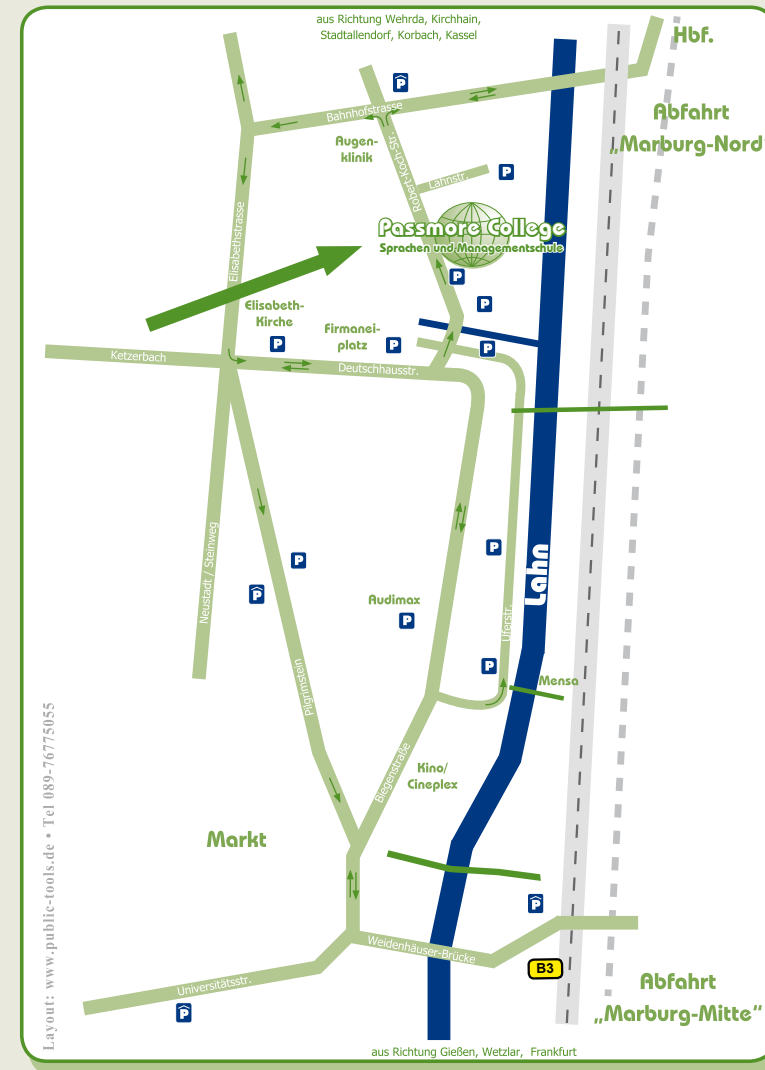 aus Richtung Wehrda, Kirchhain,
Stadtallendorf, Korbach, Kassel
Hbf.
P
Bahnhofstrasse
Abfahrt
„Marburg-Nord“
Augen-
klinik
Robert-Koch-Str.
Lahnstr.
P
Passmore College
Sprachen und Managementschule
Elisabethstrasse
P
P
Elisabeth-
Kirche
P
Firmanei-
platz
P
P
Ketzerbach
Deutschhausstr.
Lahn
P
P
P
Neustadt / Steinweg
Audimax
P
Uferstr.
P
Mensa
Pilgrimstein
Biegenstraße
Kino/
Cineplex
Markt
P
Weidenhäuser-Brücke
B3
Universitätsstr.
P
Abfahrt
„Marburg-Mitte“
aus Richtung Gießen, Wetzlar, Frankfurt
Layout: www.public-tools.de • Tel 089-76775055